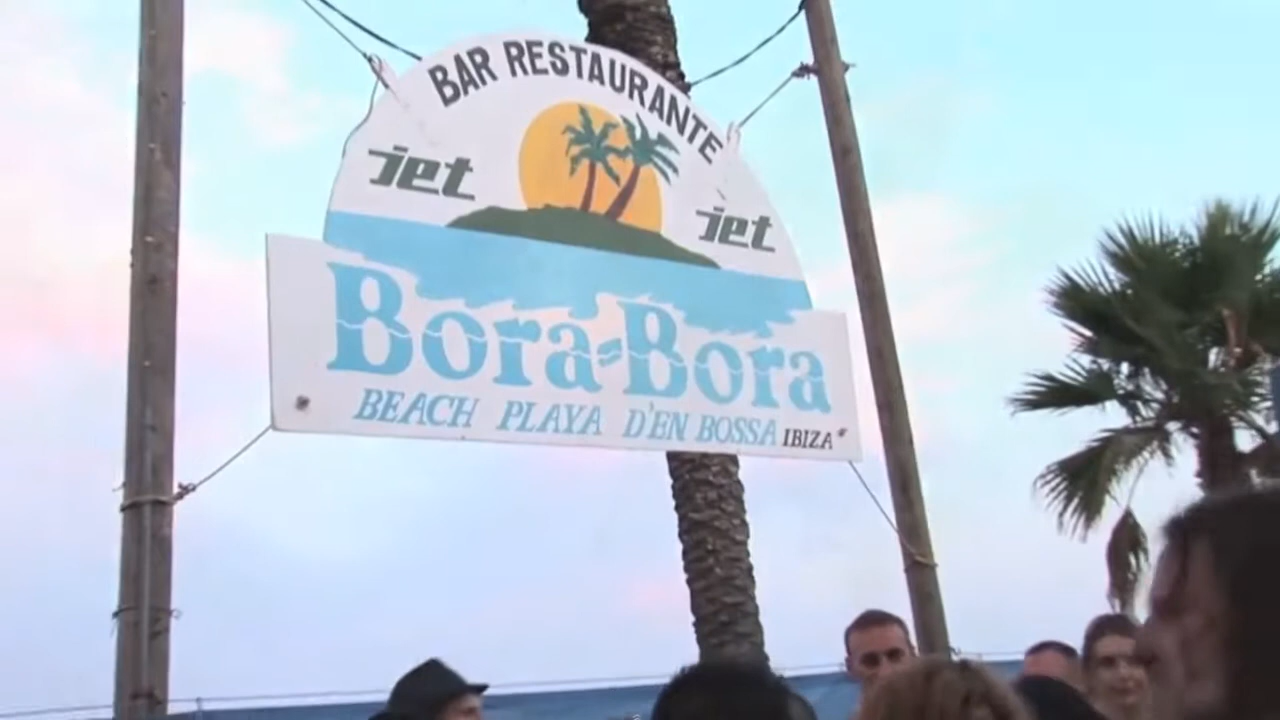 BAR RESTAURANTE
jet
jet
Bora-Bora
BEACH PLAYA D'EN BOSSA IBIZA